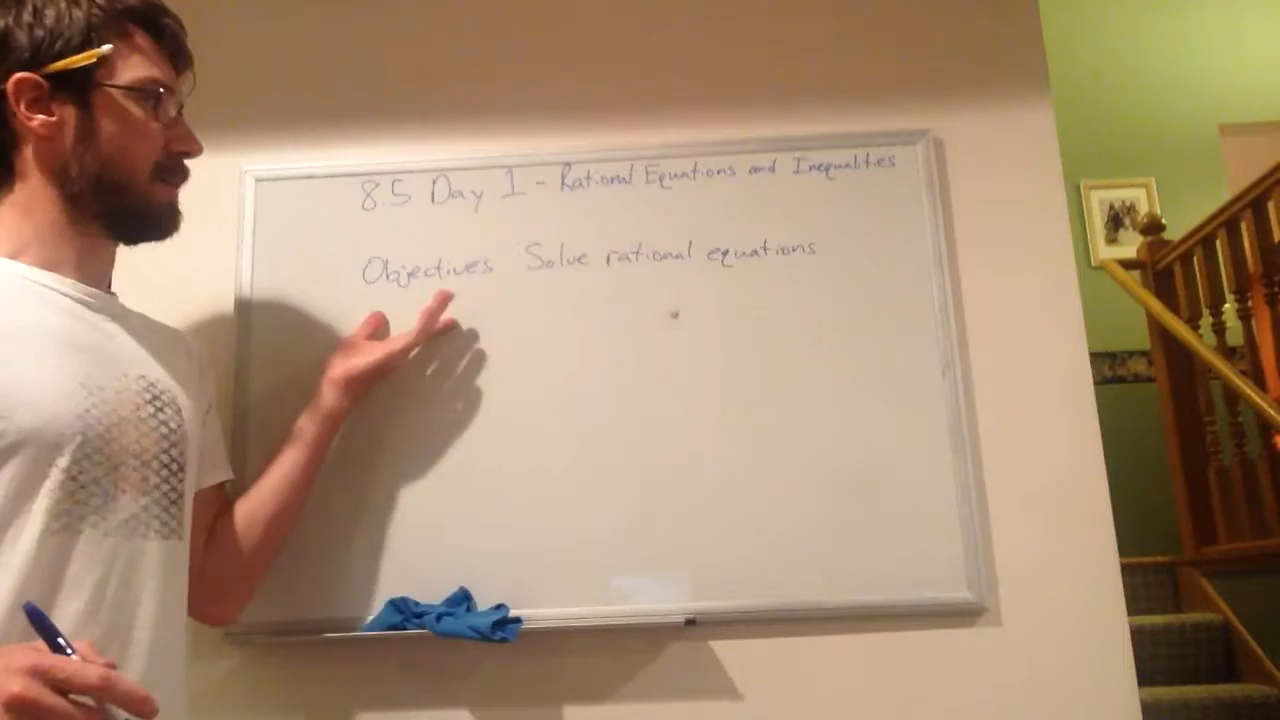 8.5 Day 1 - Rational Equations and Inequalities
Objectives Solve rational equations